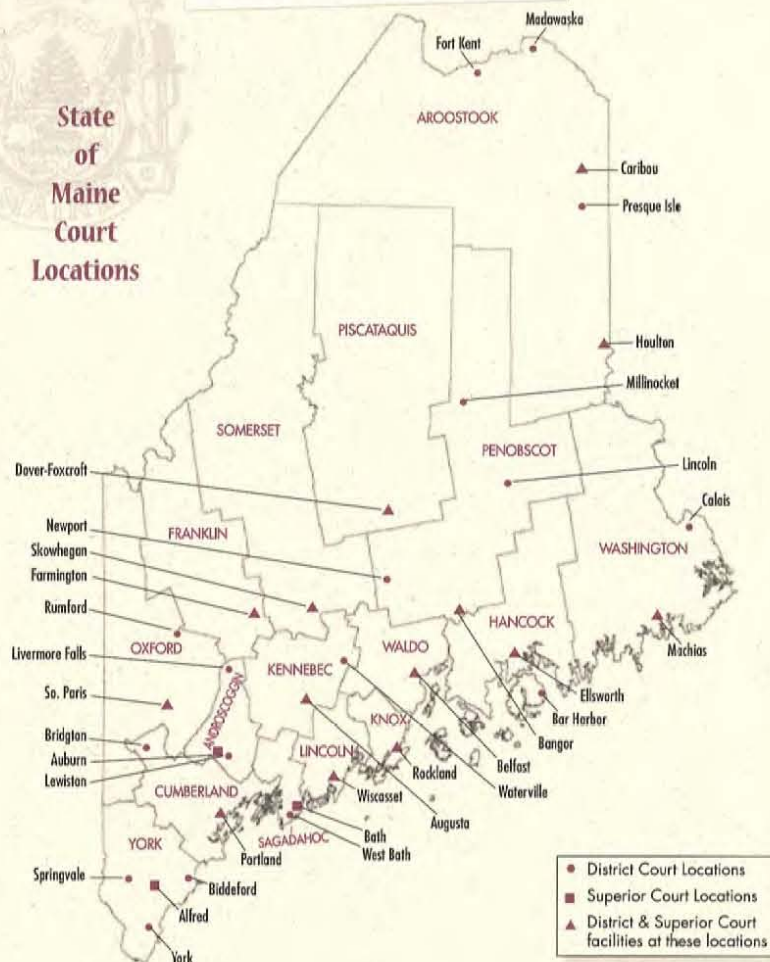 State
of
Maine
Court
Locations
Madawaska
Fort Kent
AROOSTOOK
Caribou
Presque Isle
PISCATAQUIS
Houlton
Millinocket
SOMERSET
PENOBSCOT
Lincoln
Dover-Foxcroft
Calais
Newport
FRANKLIN
WASHINGTON
Skowhegan
Farmington
Rumford
HANCOCK
OXFORD
WALDO
Machias
Livermore Falls
KENNEBEC
Ellsworth
So. Paris
ANDROSCOGGIN
KNOX
Bar Harbor
Bridgton
Bangor
Auburn
LINCOLN
Belfast
Lewiston
Rockland
CUMBERLAND
Wiscasset
Waterville
Augusta
Bath
YORK
SAGADAHOC
West Bath
Portland
Springvale
Biddeford
Alfred
York
District Court Locations
Superior Court Locations
District & Superior Court
facilities at these locations